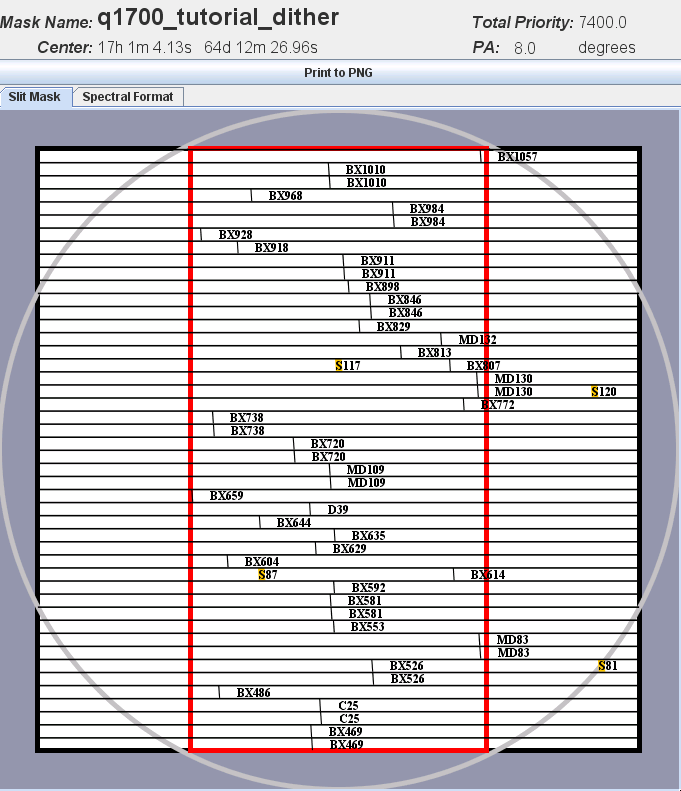 Mask Name: q1700_tutorial_dither
Total Priority: 7400.0
Center: 17h 1m 4.13s 64d 12m 26.96s
PA: 8.0 degrees
Print to PNG
Slit Mask Spectral Format
BX1057
BX1010
BX1010
BX968
BX984
BX984
BX928
BX918
BX911
BX911
BX898
BX846
BX846
BX829
MD152
BX813
S117 BX807
MD130
MD130 S120
BX772
BX738
BX738
BX720
BX720
MD109
MD109
BX659
D39
BX644
BX635
BX629
BX604
S87 BX614
BX592
BX581
BX581
BX553
MD83
MD83
BX526 S81
BX526
BX486
C25
C25
BX469
BX469